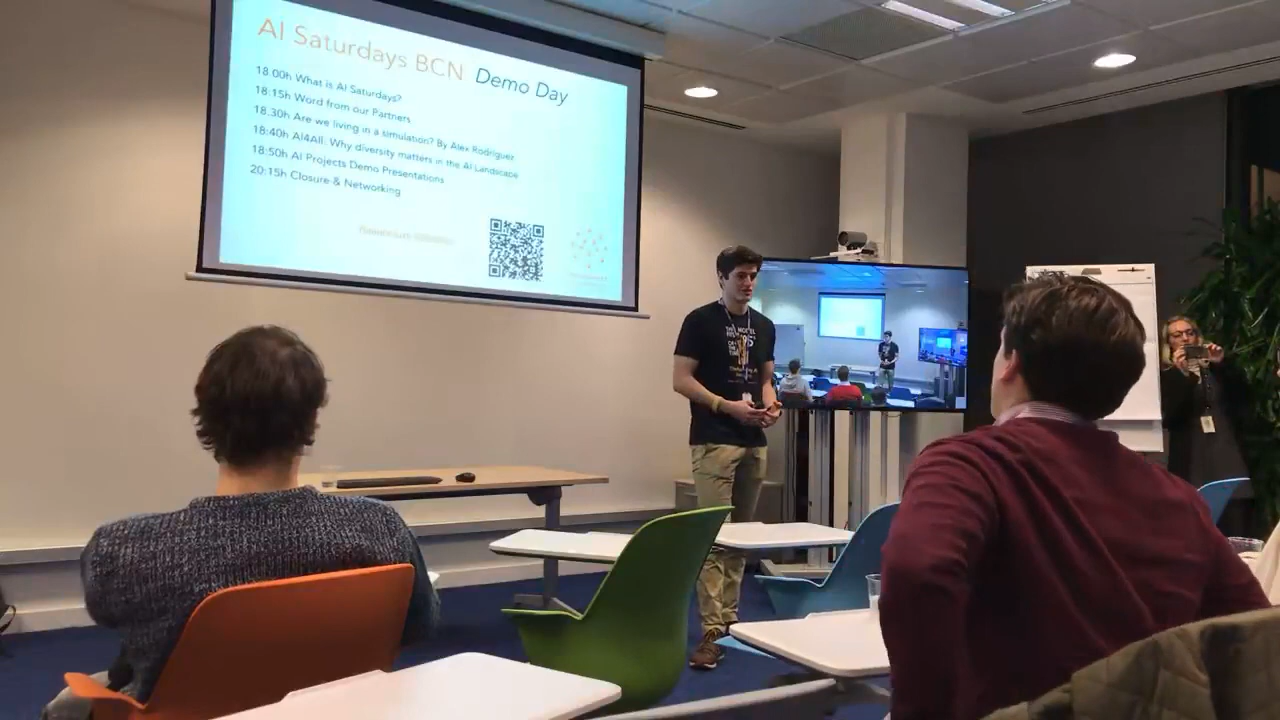 AI Saturdays BCN Demo Day
18.00h What is AI Saturdays?
18:15h Word from our Partners
18.30h Are we living in a simulation? By Alex Rodríguez
18:40h AI4All: Why diversity matters in the AI Landscape
18:50h AI Projects Demo Presentations
20:15h Closure & Networking